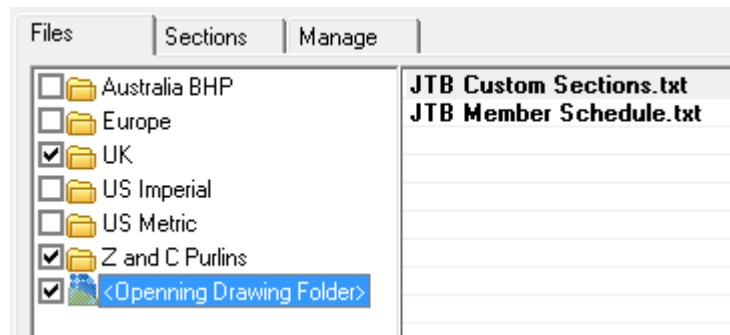 Files Sections Manage
Australia BHP
Europe
UK
US Imperial
US Metric
Z and C Purlins
<Openning Drawing Folder>
JTB Custom Sections.txt
JTB Member Schedule.txt